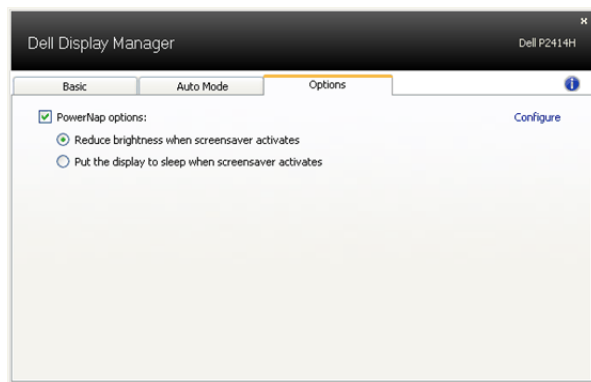 Dell Display Manager
Dell P2414H
Basic
Auto Mode
Options
PowerNap options:
Configure
Reduce brightness when screensaver activates
Put the display to sleep when screensaver activates